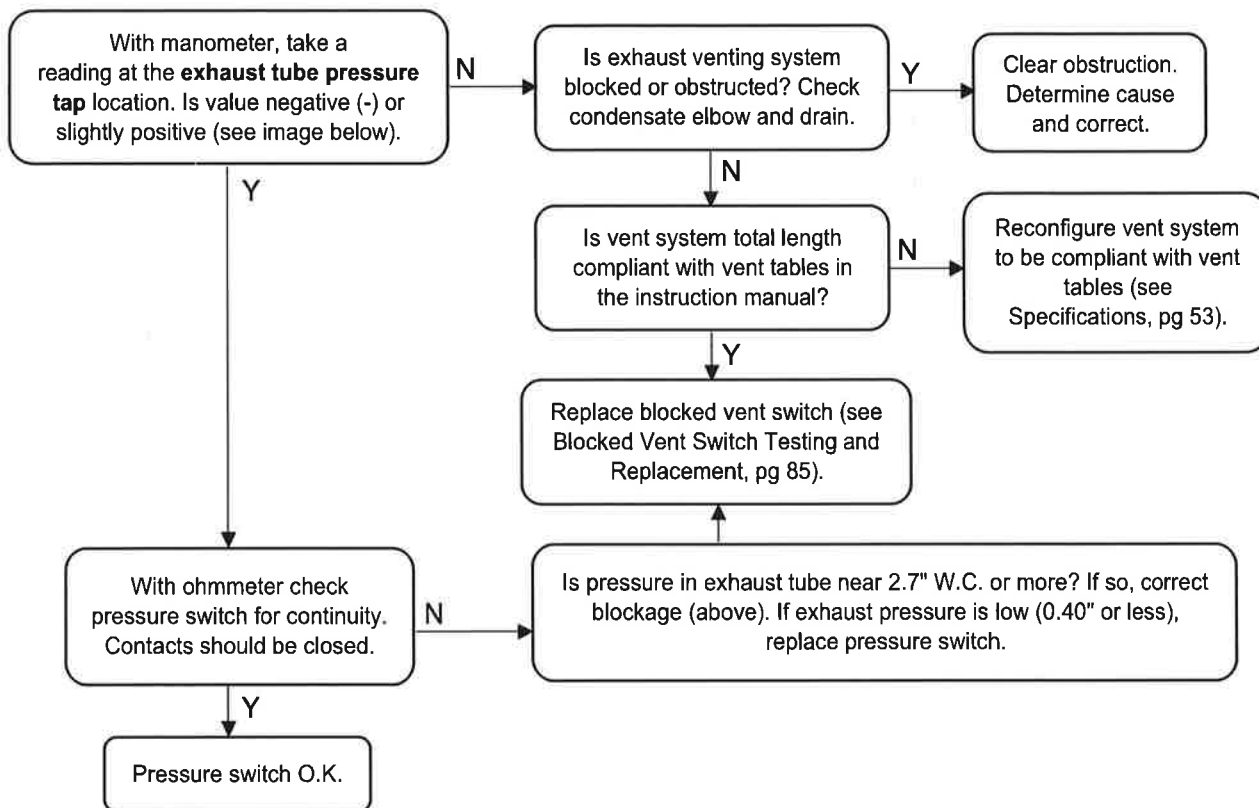 With manometer, take a
reading at the exhaust tube pressure
tap location. Is value negative (-) or
slightly positive (see image below).
N
Is exhaust venting system
blocked or obstructed? Check
condensate elbow and drain.
Y
Clear obstruction.
Determine cause
and correct.
Y
N
Is vent system total length
compliant with vent tables in
the instruction manual?
N
Reconfigure vent system
to be compliant with vent
tables (see
Specifications, pg 53).
Y
Replace blocked vent switch (see
Blocked Vent Switch Testing and
Replacement, pg 85).
With ohmmeter check
pressure switch for continuity.
Contacts should be closed.
N
Is pressure in exhaust tube near 2.7" W.C. or more? If so, correct
blockage (above). If exhaust pressure is low (0.40" or less),
replace pressure switch.
Y
Pressure switch O.K.